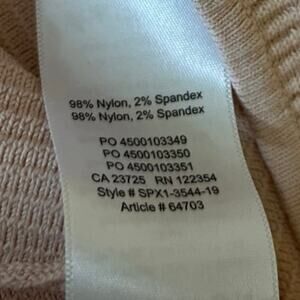 98% Nylon, 2% Spandex
98% Nylon, 2% Spandex
PO 4500103349
PO 4500103350
PO 4500103351
CA 23725 RN 122354
Style # SPX1-3544-19
Article # 64703